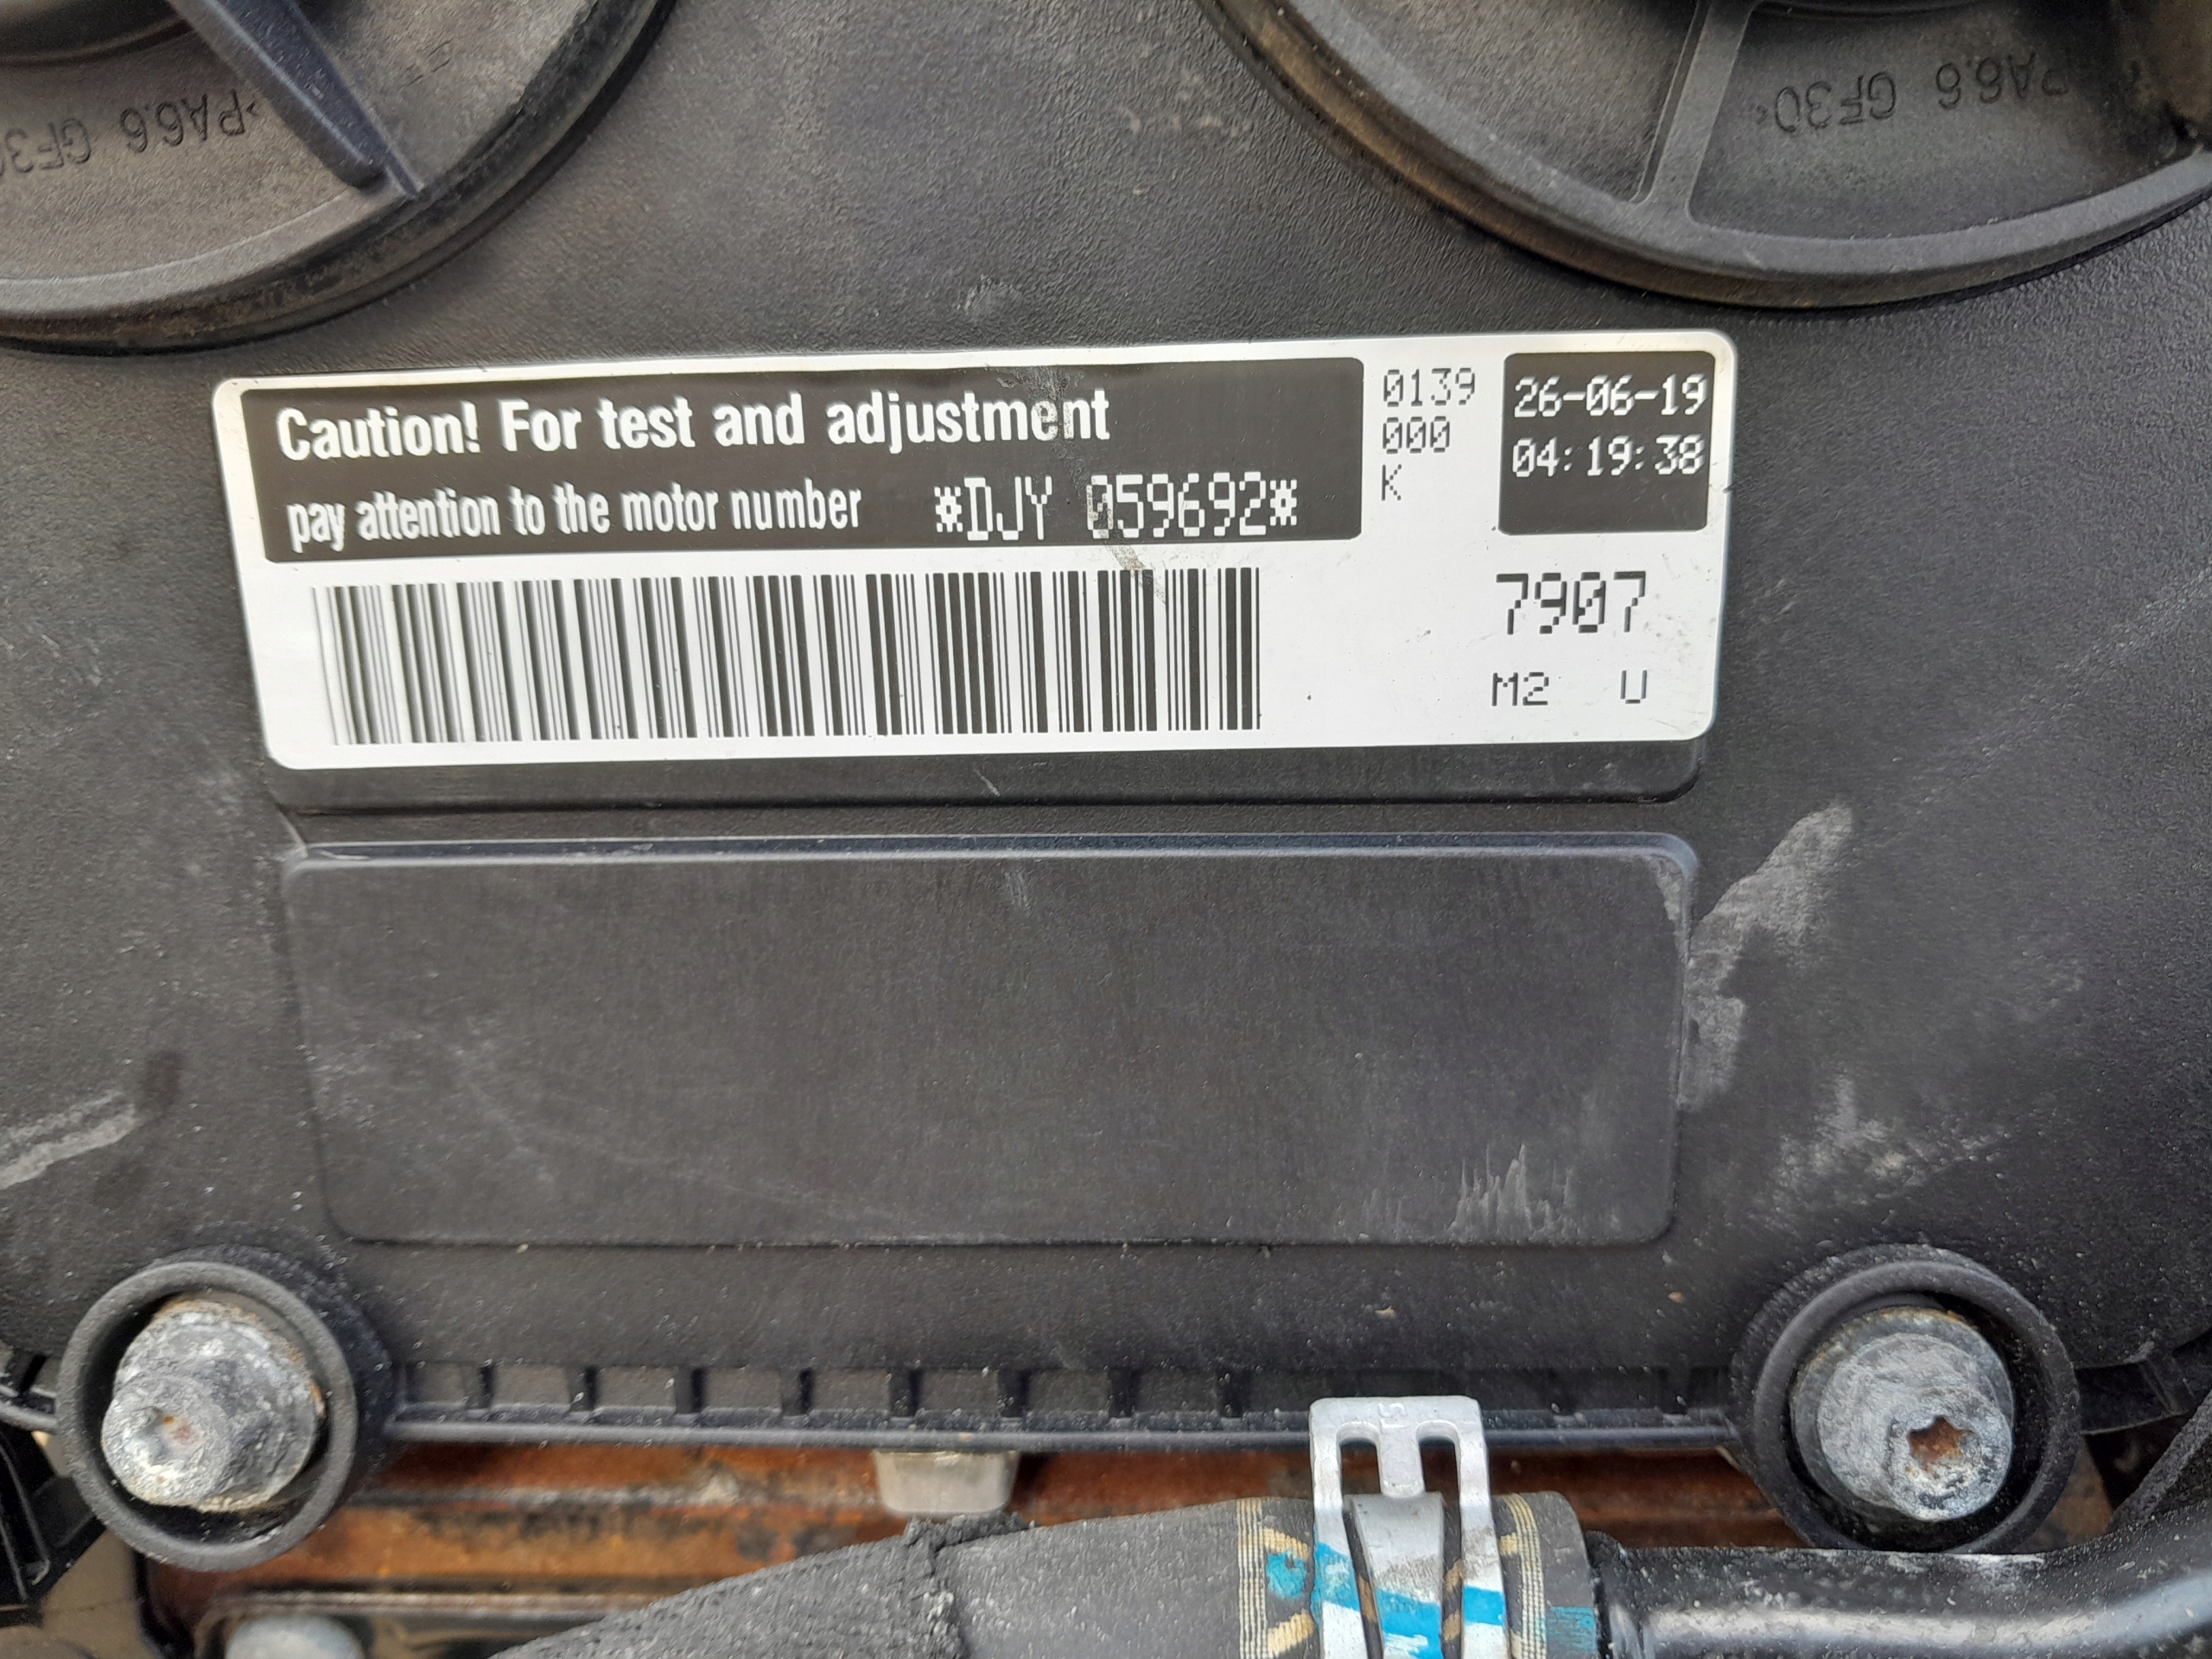 >PA6.6 GF30
>PA6.6 GF30<
Caution! For test and adjustment
pay attention to the motor number *DJY 059692*
0139
000
K
26-06-19
04:19:38
7907
M2 U